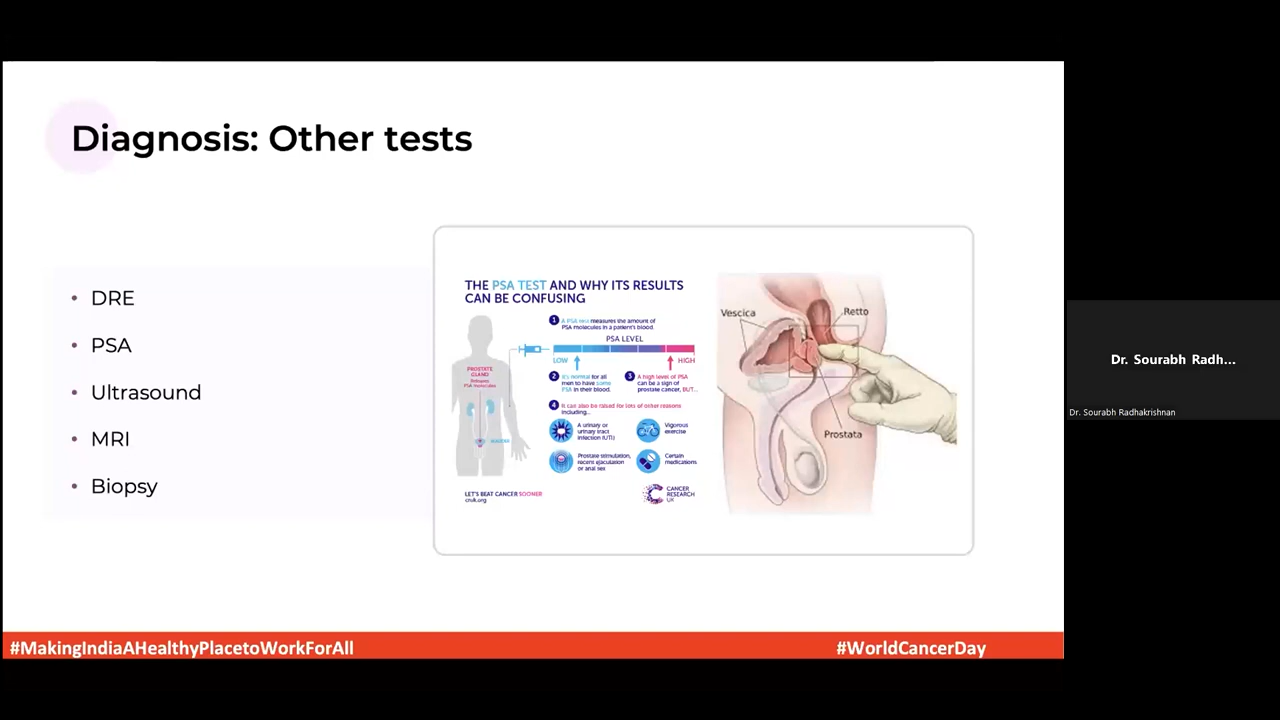 Diagnosis: Other tests
• DRE
• PSA
• Ultrasound
• MRI
• Biopsy
THE PSA TEST AND WHY ITS RESULTS
CAN BE CONFUSING
1 A PSA test measures the amount of
PSA molecules in a patient's blood
PSA LEVEL
LOW
HIGH
PROSTATE
GLAND
Releases
PSA molecules
BLADDER
2 It's normal for all
men to have some
PSA in their blood.
3 A high level of PSA
can be a sign of
prostate cancer, BUT...
4 It can also be raised for lots of other reasons
including...
A urinary or
urinary tract
infection (UTI)
Vigorous
exercise
Prostate stimulation,
recent ejaculation
or anal sex
Certain
medications
LET'S BEAT CANCER SOONER
cruk.org
CANCER
RESEARCH
UK
Vescica
Retto
Prostata
Dr. Sourabh Radh...
Dr. Sourabh Radhakrishnan
#MakingIndiaAHealthyPlacetoWorkForAll
#WorldCancerDay